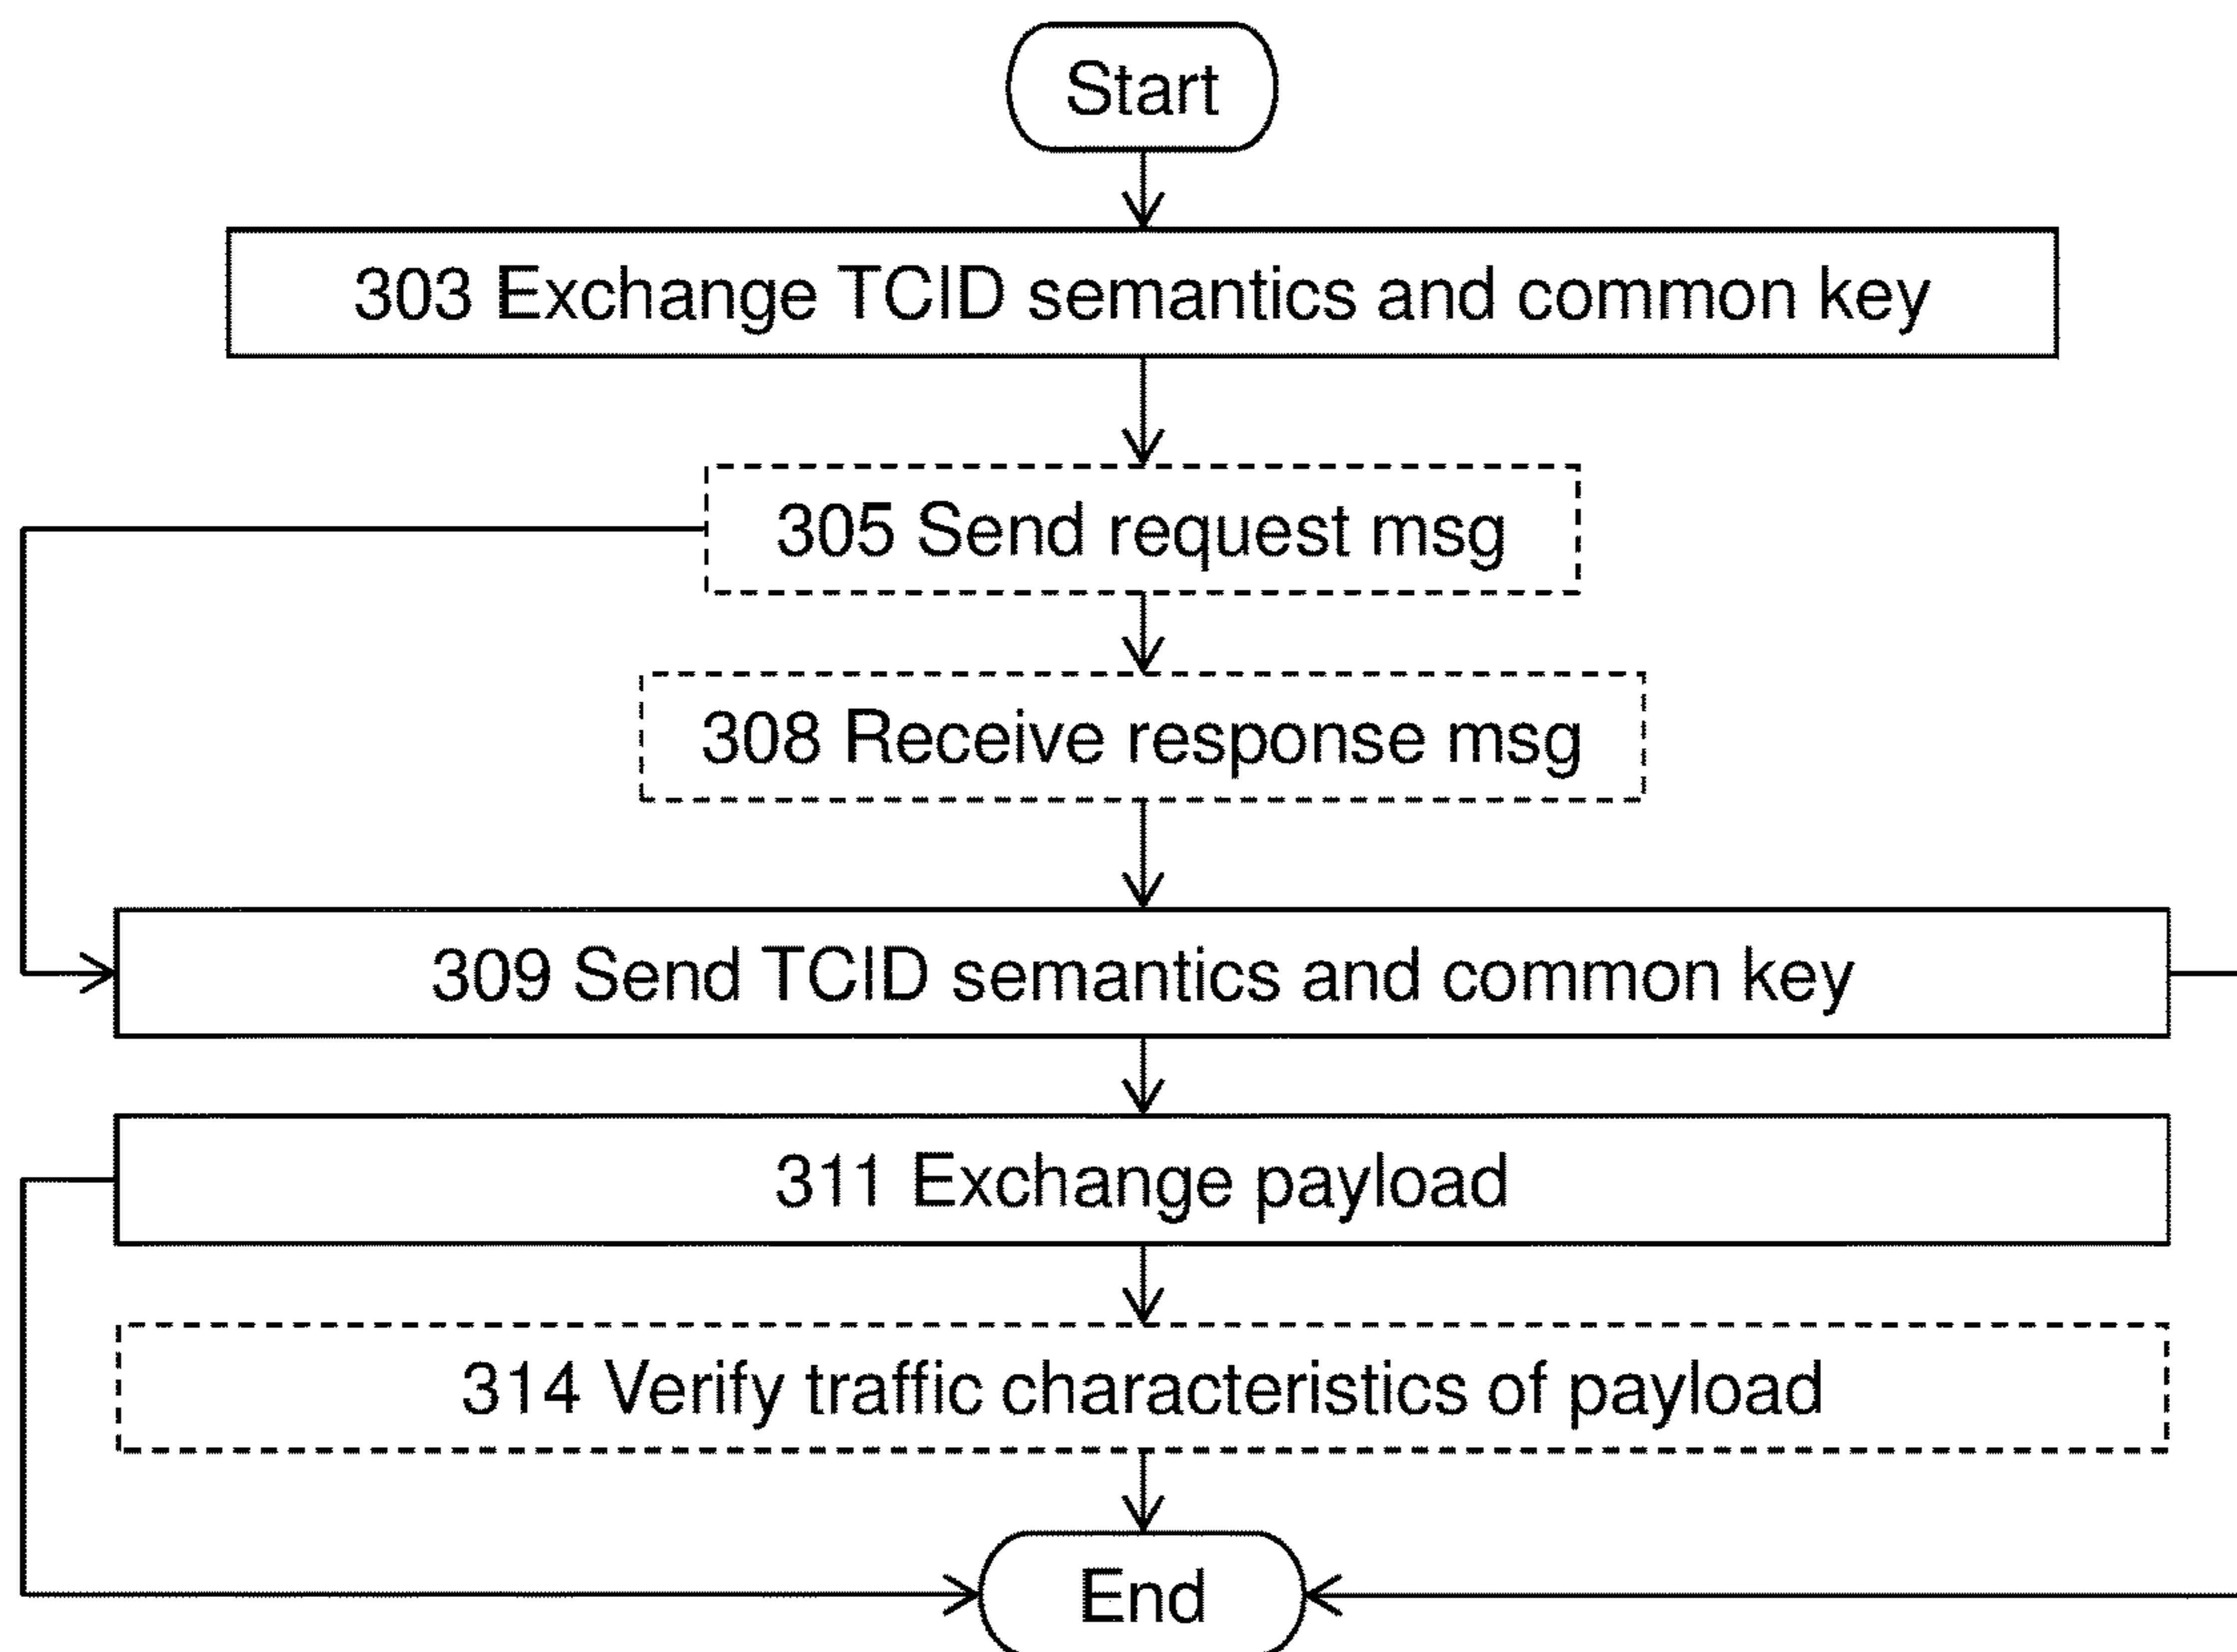 Start
303 Exchange TCID semantics and common key
305 Send request msg
308 Receive response msg
309 Send TCID semantics and common key
311 Exchange payload
314 Verify traffic characteristics of payload
End